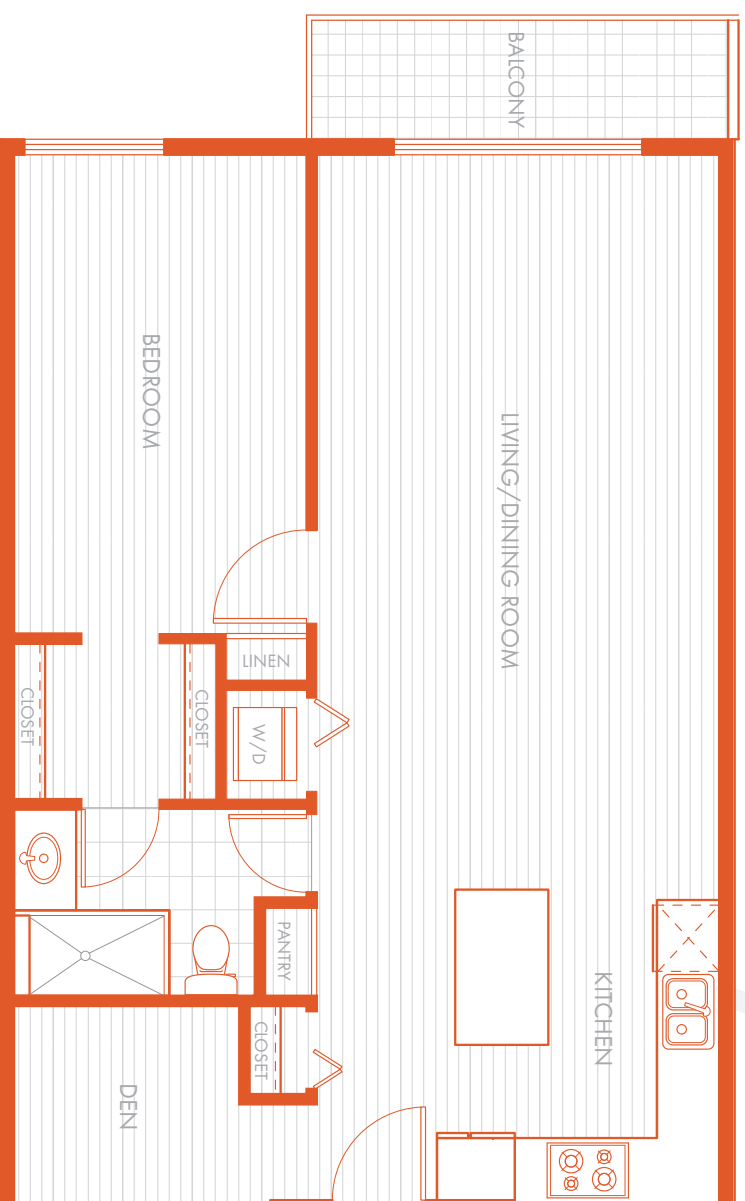 BALCONY
BEDROOM
LIVING/DINING ROOM
LINEN
CLOSET
CLOSET
W/D
PANTRY
KITCHEN
CLOSET
DEN